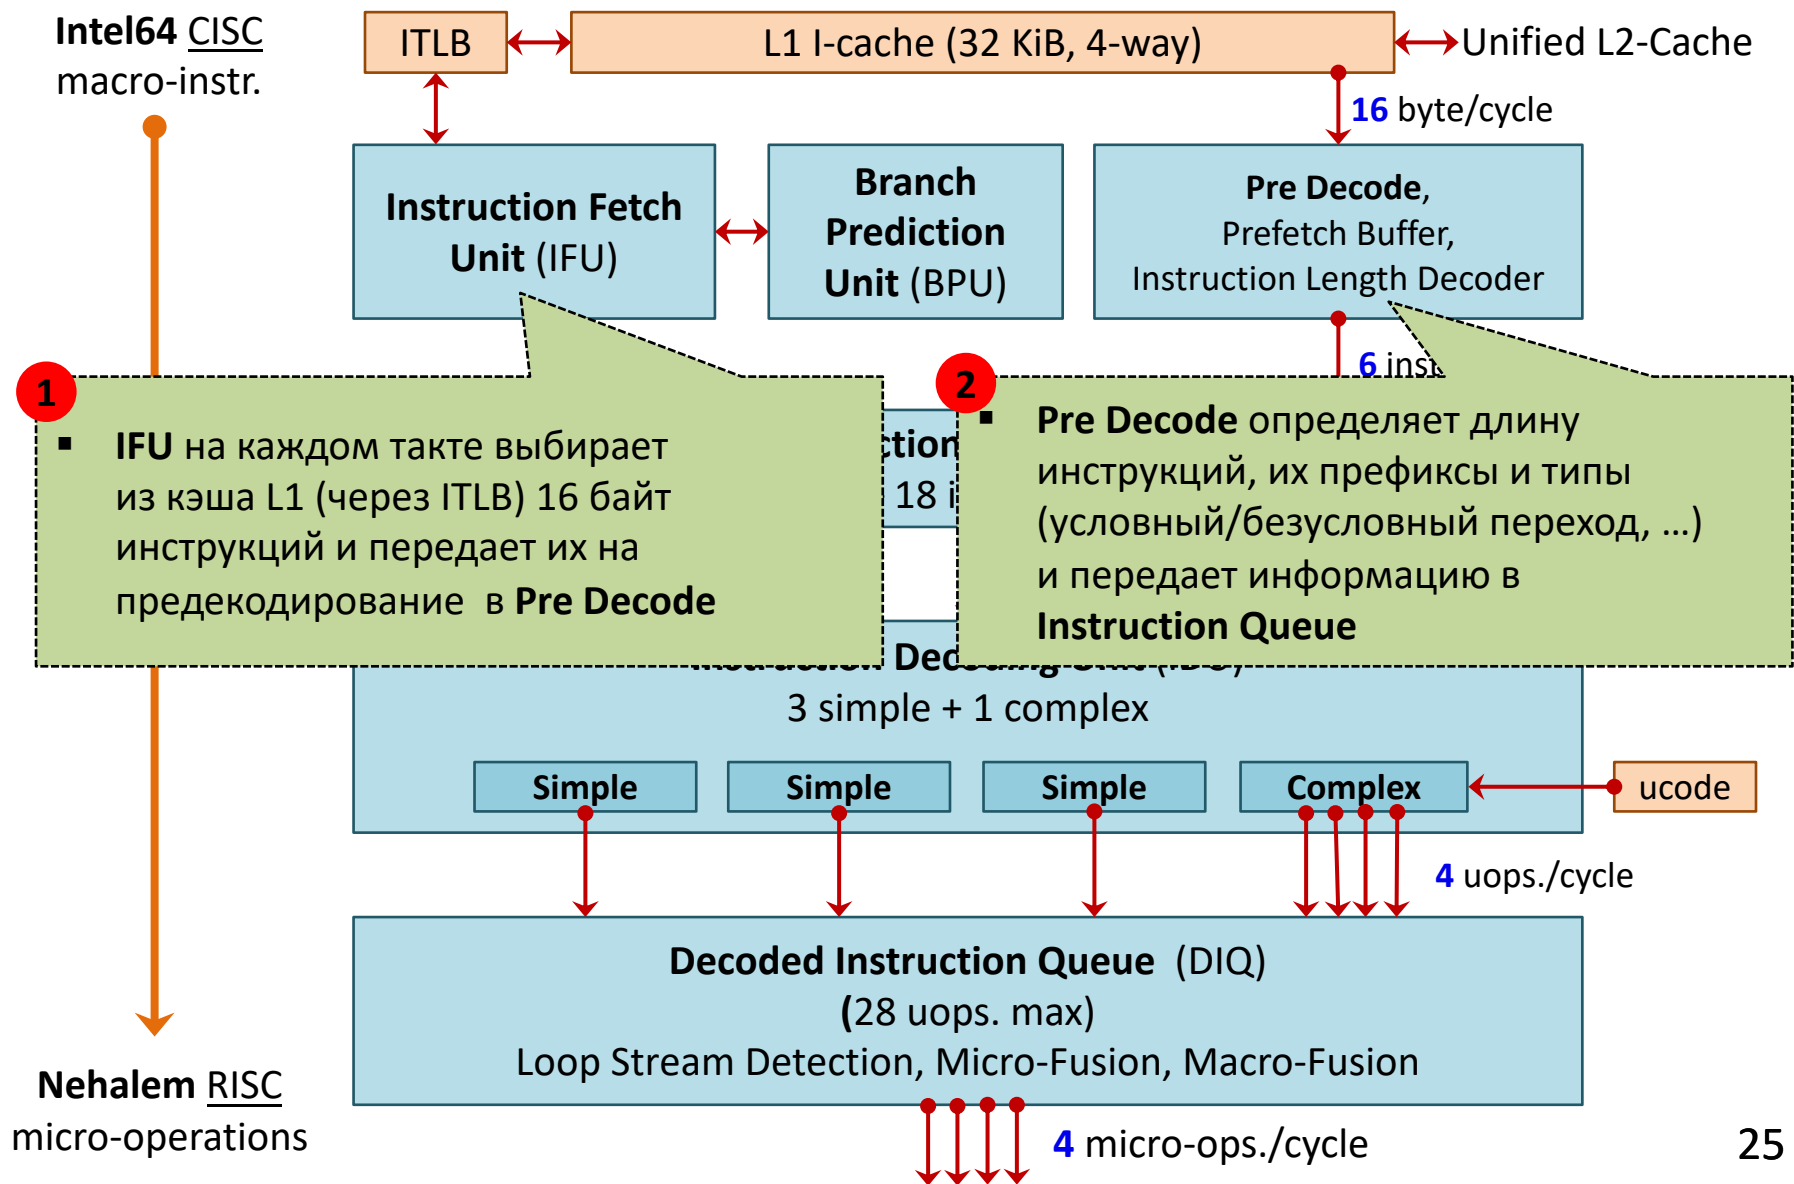 Intel64 CISC
macro-instr.
ITLB
L1 I-cache (32 KiB, 4-way)
Unified L2-Cache
16 byte/cycle
Instruction Fetch
Unit (IFU)
Branch
Prediction
Unit (BPU)
Pre Decode,
Prefetch Buffer,
Instruction Length Decoder
6
1
▪ IFU на каждом такте выбирает
из кэша L1 (через ITLB) 16 байт
инструкций и передает их на
предекодирование в Pre Decode
18
2
▪ Pre Decode определяет длину
инструкций, их префиксы и типы
(условный/безусловный переход, …)
и передает информацию в
Instruction Queue
3 simple + 1 complex
Simple
Simple
Simple
Complex
ucode
4 uops./cycle
Decoded Instruction Queue (DIQ)
(28 uops. max)
Loop Stream Detection, Micro-Fusion, Macro-Fusion
Nehalem RISC
micro-operations
4 micro-ops./cycle
25